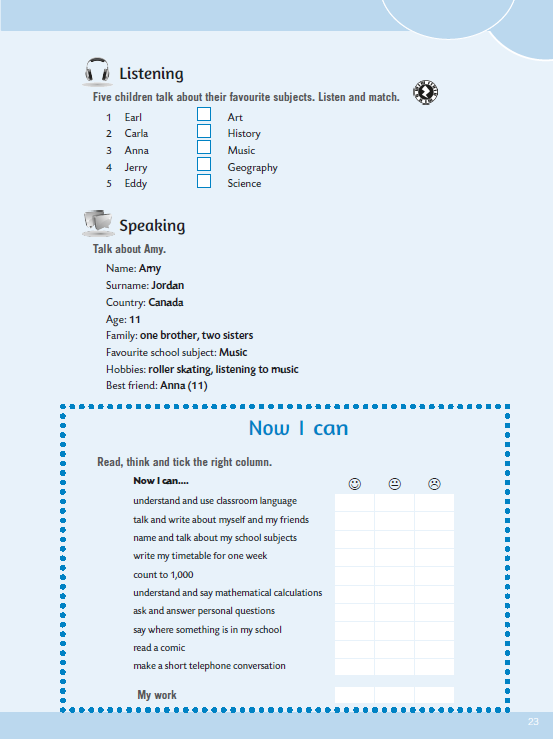 Listening
Five children talk about their favourite subjects. Listen and match.
1 Earl Art
2 Carla History
3 Anna Music
4 Jerry Geography
5 Eddy Science
Speaking
Talk about Amy.
Name: Amy
Surname: Jordan
Country: Canada
Age: 11
Family: one brother, two sisters
Favourite school subject: Music
Hobbies: roller skating, listening to music
Best friend: Anna (11)
Now I can
Read, think and tick the right column.
Now I can....
understand and use classroom language
talk and write about myself and my friends
name and talk about my school subjects
write my timetable for one week
count to 1,000
understand and say mathematical calculations
ask and answer personal questions
say where something is in my school
read a comic
make a short telephone conversation
My work
23